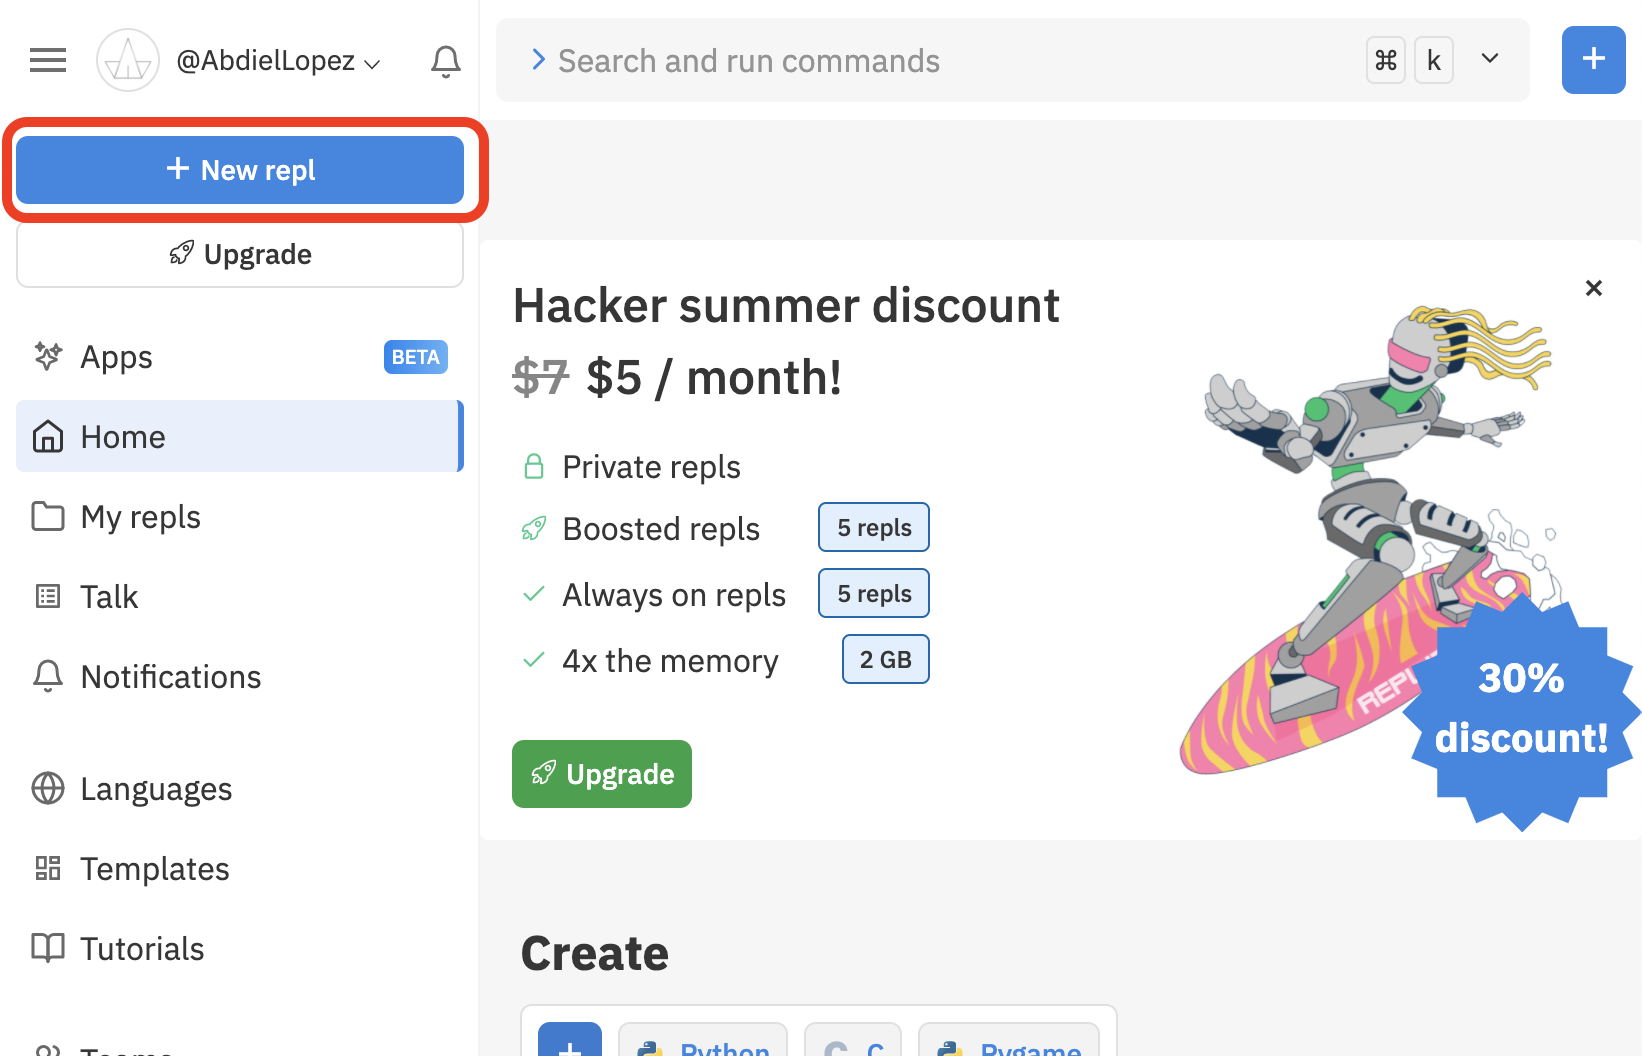 @AbdielLopez
Search and run commands
⌘ k
+ New repl
Upgrade
Apps BETA
Home
My repls
Talk
Notifications
Languages
Templates
Tutorials
Teams
Hacker summer discount
$7 $5 / month!
Private repls
Boosted repls 5 repls
Always on repls 5 repls
4x the memory 2 GB
Upgrade
30%
discount!
Create
+ Python C C Pygame